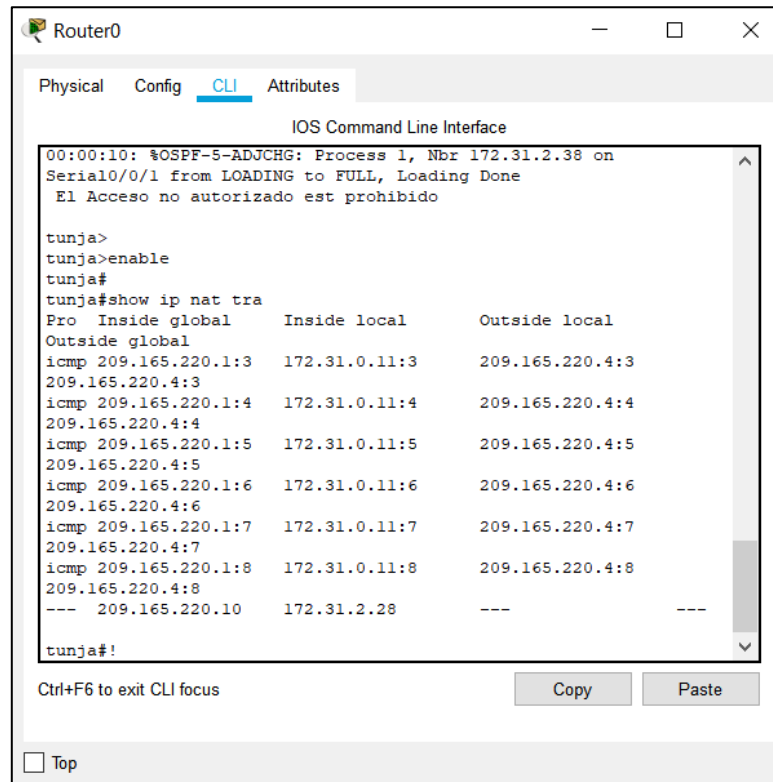 Router0
Physical Config CLI Attributes
IOS Command Line Interface
00:00:10: %OSPF-5-ADJCHG: Process 1, Nbr 172.31.2.38 on
Serial0/0/1 from LOADING to FULL, Loading Done
El Acceso no autorizado est prohibido
tunja>
tunja>enable
tunja#
tunja#show ip nat tra
Pro Inside global Inside local Outside local
Outside global
icmp 209.165.220.1:3 172.31.0.11:3 209.165.220.4:3
209.165.220.4:3
icmp 209.165.220.1:4 172.31.0.11:4 209.165.220.4:4
209.165.220.4:4
icmp 209.165.220.1:5 172.31.0.11:5 209.165.220.4:5
209.165.220.4:5
icmp 209.165.220.1:6 172.31.0.11:6 209.165.220.4:6
209.165.220.4:6
icmp 209.165.220.1:7 172.31.0.11:7 209.165.220.4:7
209.165.220.4:7
icmp 209.165.220.1:8 172.31.0.11:8 209.165.220.4:8
209.165.220.4:8
--- 209.165.220.10 172.31.2.28 --- ---
tunja#!
Ctrl+F6 to exit CLI focus Copy Paste
Top